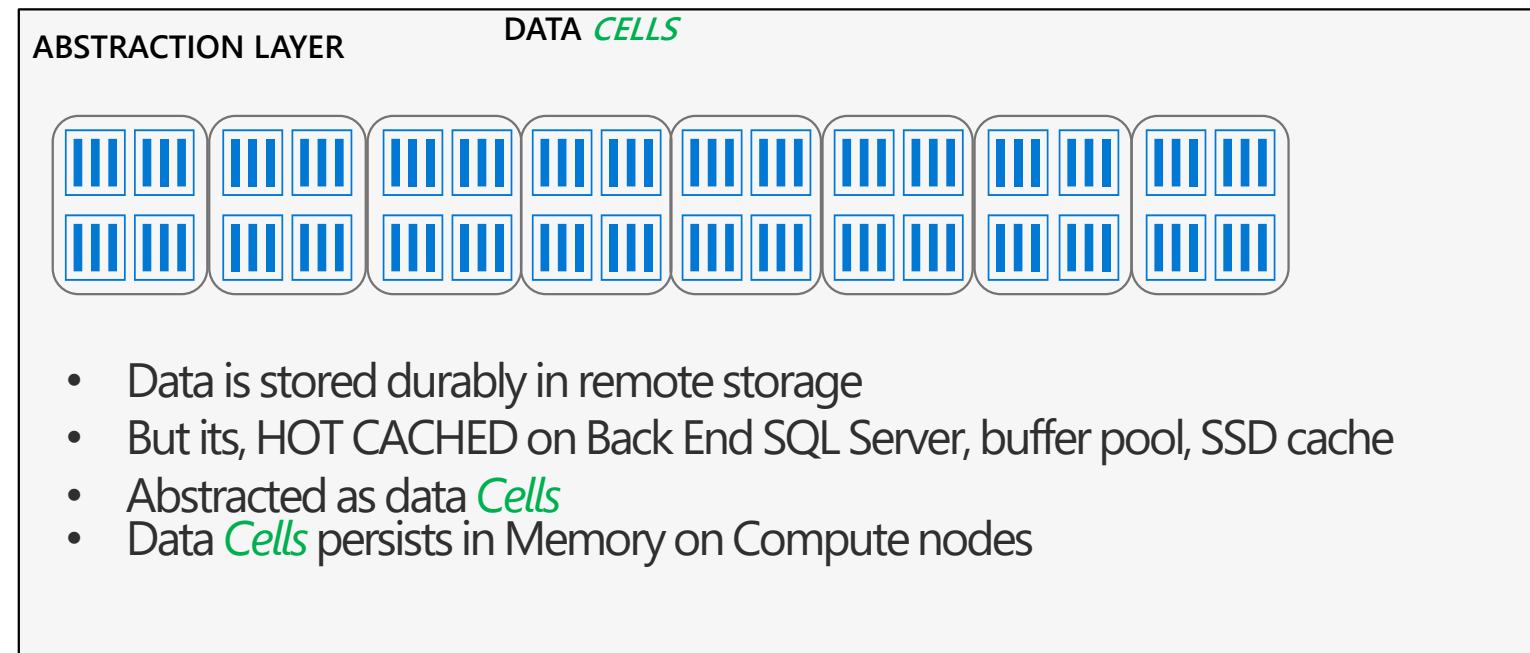 ABSTRACTION LAYER
DATA CELLS
• Data is stored durably in remote storage
• But its, HOT CACHED on Back End SQL Server, buffer pool, SSD cache
• Abstracted as data Cells
• Data Cells persists in Memory on Compute nodes